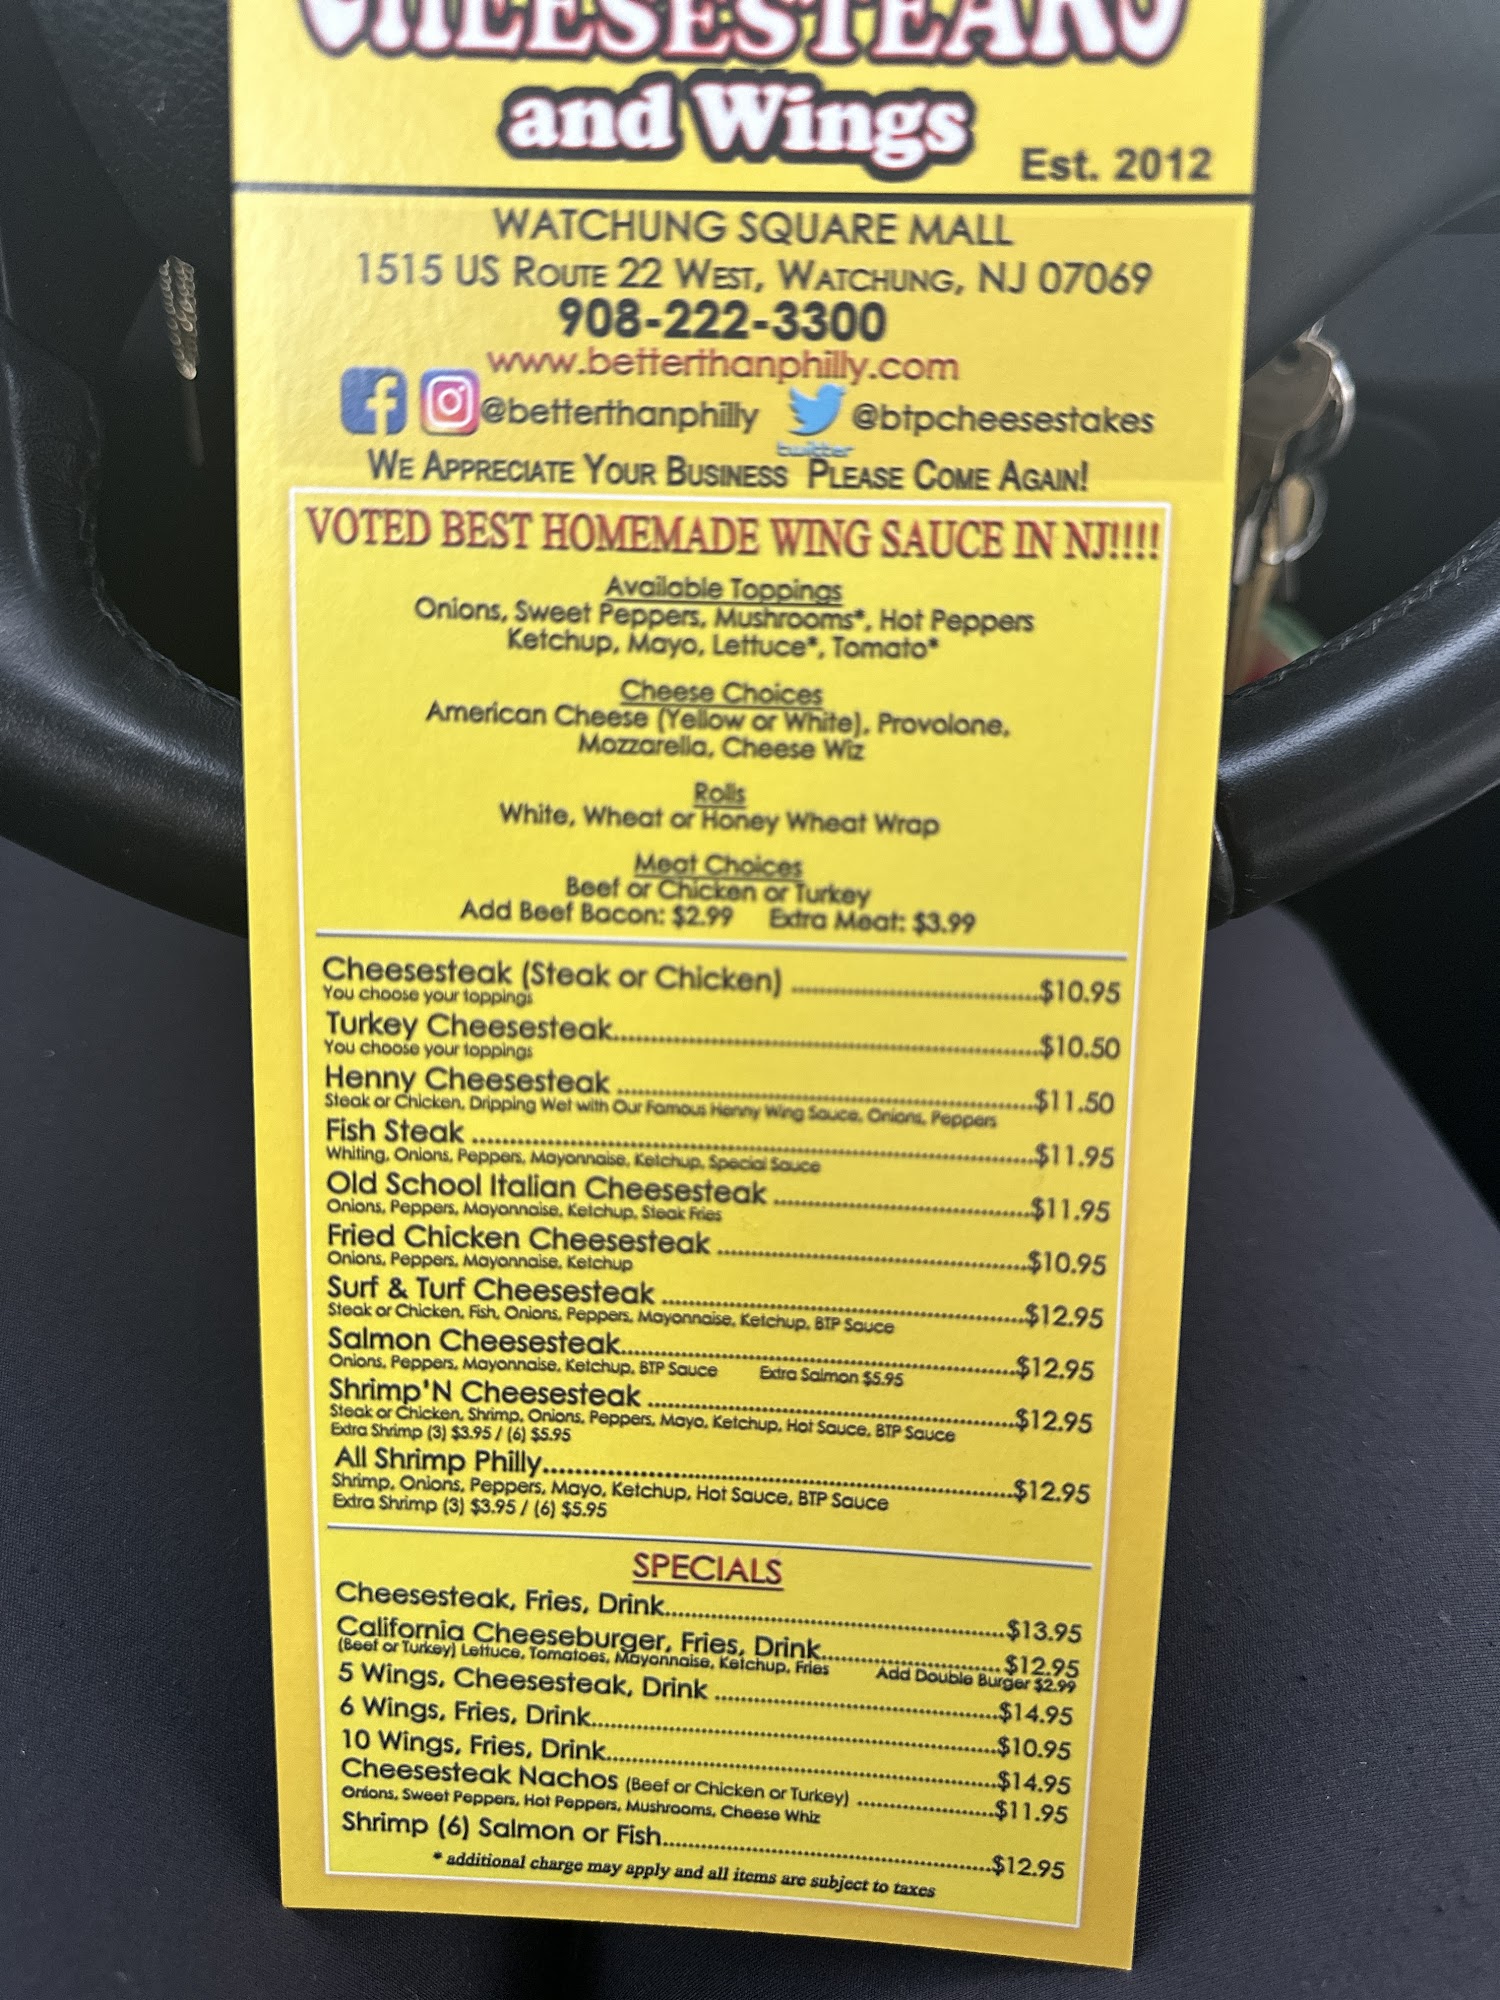 CHEESESTEAKS
and Wings
Est. 2012
WATCHUNG SQUARE MALL
1515 US ROUTE 22 WEST, WATCHUNG, NJ 07069
908-222-3300
www.betterthanphilly.com
@betterthanphilly @btpcheesestakes
twitter
WE APPRECIATE YOUR BUSINESS PLEASE COME AGAIN!
VOTED BEST HOMEMADE WING SAUCE IN NJ!!!!
Available Toppings
Onions, Sweet Peppers, Mushrooms*, Hot Peppers
Ketchup, Mayo, Lettuce*, Tomato*
Cheese Choices
American Cheese (Yellow or White), Provolone,
Mozzarella, Cheese Wiz
Rolls
White, Wheat or Honey Wheat Wrap
Meat Choices
Beef or Chicken or Turkey
Add Beef Bacon: $2.99 Extra Meat: $3.99
Cheesesteak (Steak or Chicken) $10.95
You choose your toppings
Turkey Cheesesteak $10.50
You choose your toppings
Henny Cheesesteak $11.50
Steak or Chicken, Dripping Wet with Our Famous Henny Wing Sauce, Onions, Peppers
Fish Steak $11.95
Whiting, Onions, Peppers, Mayonnaise, Ketchup, Special Sauce
Old School Italian Cheesesteak $11.95
Onions, Peppers, Mayonnaise, Ketchup, Steak Fries
Fried Chicken Cheesesteak $10.95
Onions, Peppers, Mayonnaise, Ketchup
Surf & Turf Cheesesteak $12.95
Steak or Chicken, Fish, Onions, Peppers, Mayonnaise, Ketchup, BTP Sauce
Salmon Cheesesteak $12.95
Onions, Peppers, Mayonnaise, Ketchup, BTP Sauce Extra Salmon $5.95
Shrimp'N Cheesesteak $12.95
Steak or Chicken, Shrimp, Onions, Peppers, Mayo, Ketchup, Hot Sauce, BTP Sauce
Extra Shrimp (3) $3.95 / (6) $5.95
All Shrimp Philly $12.95
Shrimp, Onions, Peppers, Mayo, Ketchup, Hot Sauce, BTP Sauce
Extra Shrimp (3) $3.95 / (6) $5.95
SPECIALS
Cheesesteak, Fries, Drink $13.95
California Cheeseburger, Fries, Drink $12.95
(Beef or Turkey) Lettuce, Tomatoes, Mayonnaise, Ketchup, Fries Add Double Burger $2.99
5 Wings, Cheesesteak, Drink $14.95
6 Wings, Fries, Drink $10.95
10 Wings, Fries, Drink $14.95
Cheesesteak Nachos (Beef or Chicken or Turkey) $11.95
Onions, Sweet Peppers, Hot Peppers, Mushrooms, Cheese Whiz
Shrimp (6) Salmon or Fish $12.95
* additional charge may apply and all items are subject to taxes